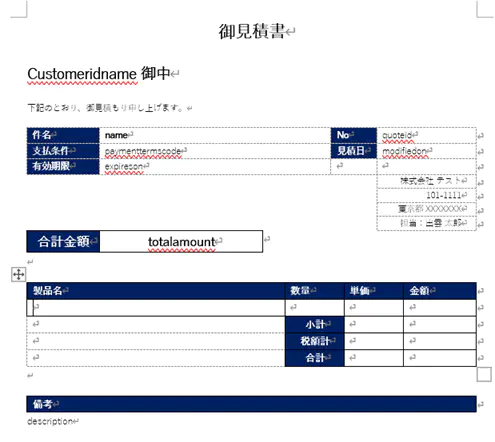 御見積書
Customeridname 御中
下記のとおり、御見積もり申し上げます。
件名 name No quoteid
支払条件 paymenttermscode 見積日 modifiedon
有効期限 expireson
株式会社 テスト
101-1111
東京都 XXXXXXX
担当：出雲 太郎
合計金額 totalamount
製品名 数量 単価 金額
小計
税額計
合計
備考
description